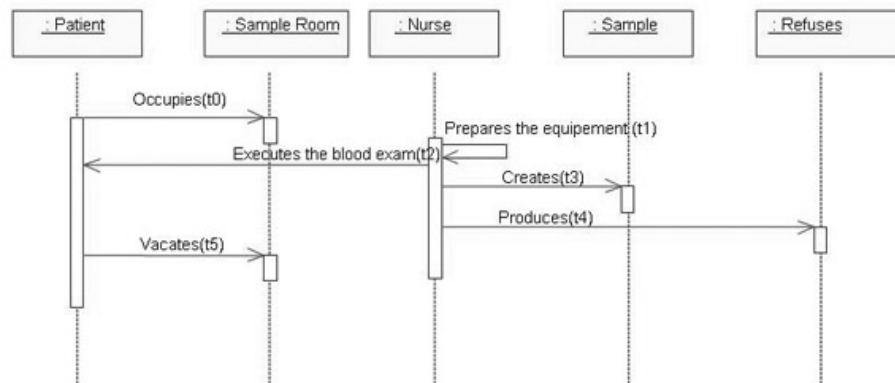 : Patient
: Sample Room
: Nurse
: Sample
: Refuses
Occupies(t0)
Prepares the equipement (t1)
Executes the blood exam(t2)
Creates(t3)
Produces(t4)
Vacates(t5)